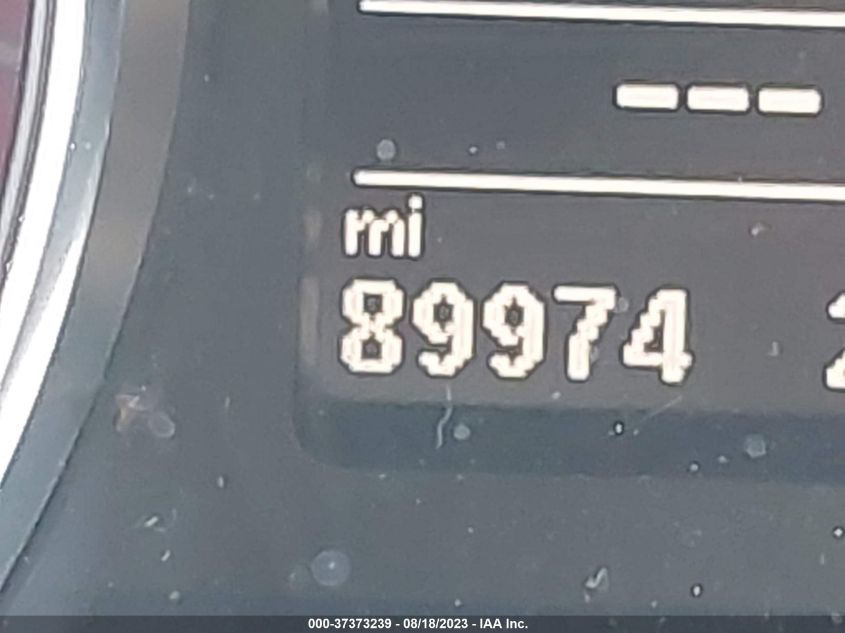 ---
mi
89974
000-37373239 - 08/18/2023 - IAA Inc.